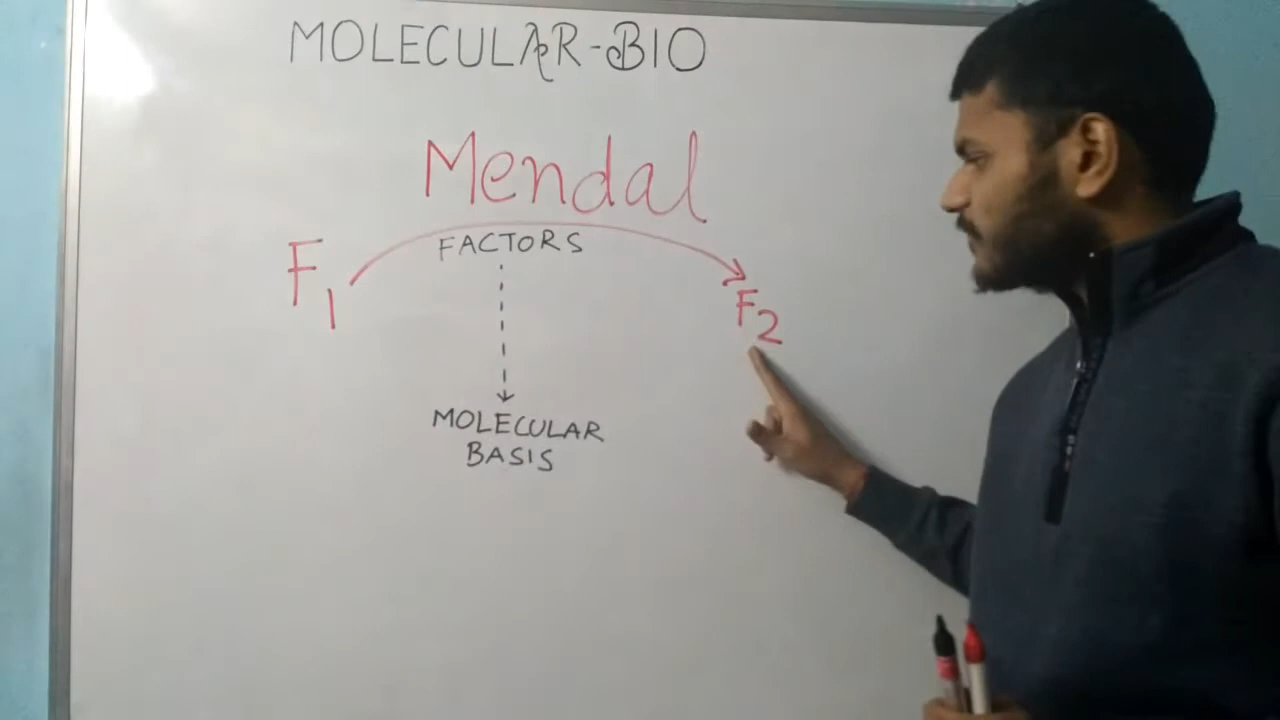 MOLECULAR-BIO
Mendal
FACTORS
F1
F2
MOLECULAR
BASIS